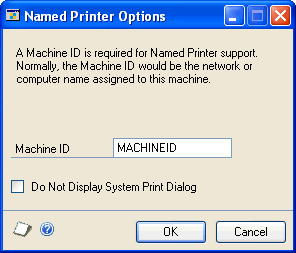 Named Printer Options
A Machine ID is required for Named Printer support.
Normally, the Machine ID would be the network or
computer name assigned to this machine.
Machine ID MACHINEID
Do Not Display System Print Dialog
OK Cancel